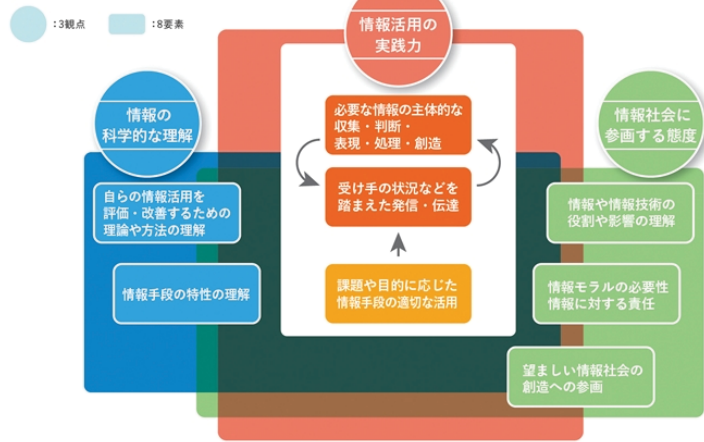 ：3観点
：8要素
情報活用の
実践力
情報の
科学的な理解
情報社会に
参画する態度
必要な情報の主体的な
収集・判断・
表現・処理・創造
受け手の状況などを
踏まえた発信・伝達
課題や目的に応じた
情報手段の適切な活用
自らの情報活用を
評価・改善するための
理論や方法の理解
情報手段の特性の理解
情報や情報技術の
役割や影響の理解
情報モラルの必要性
情報に対する責任
望ましい情報社会の
創造への参画